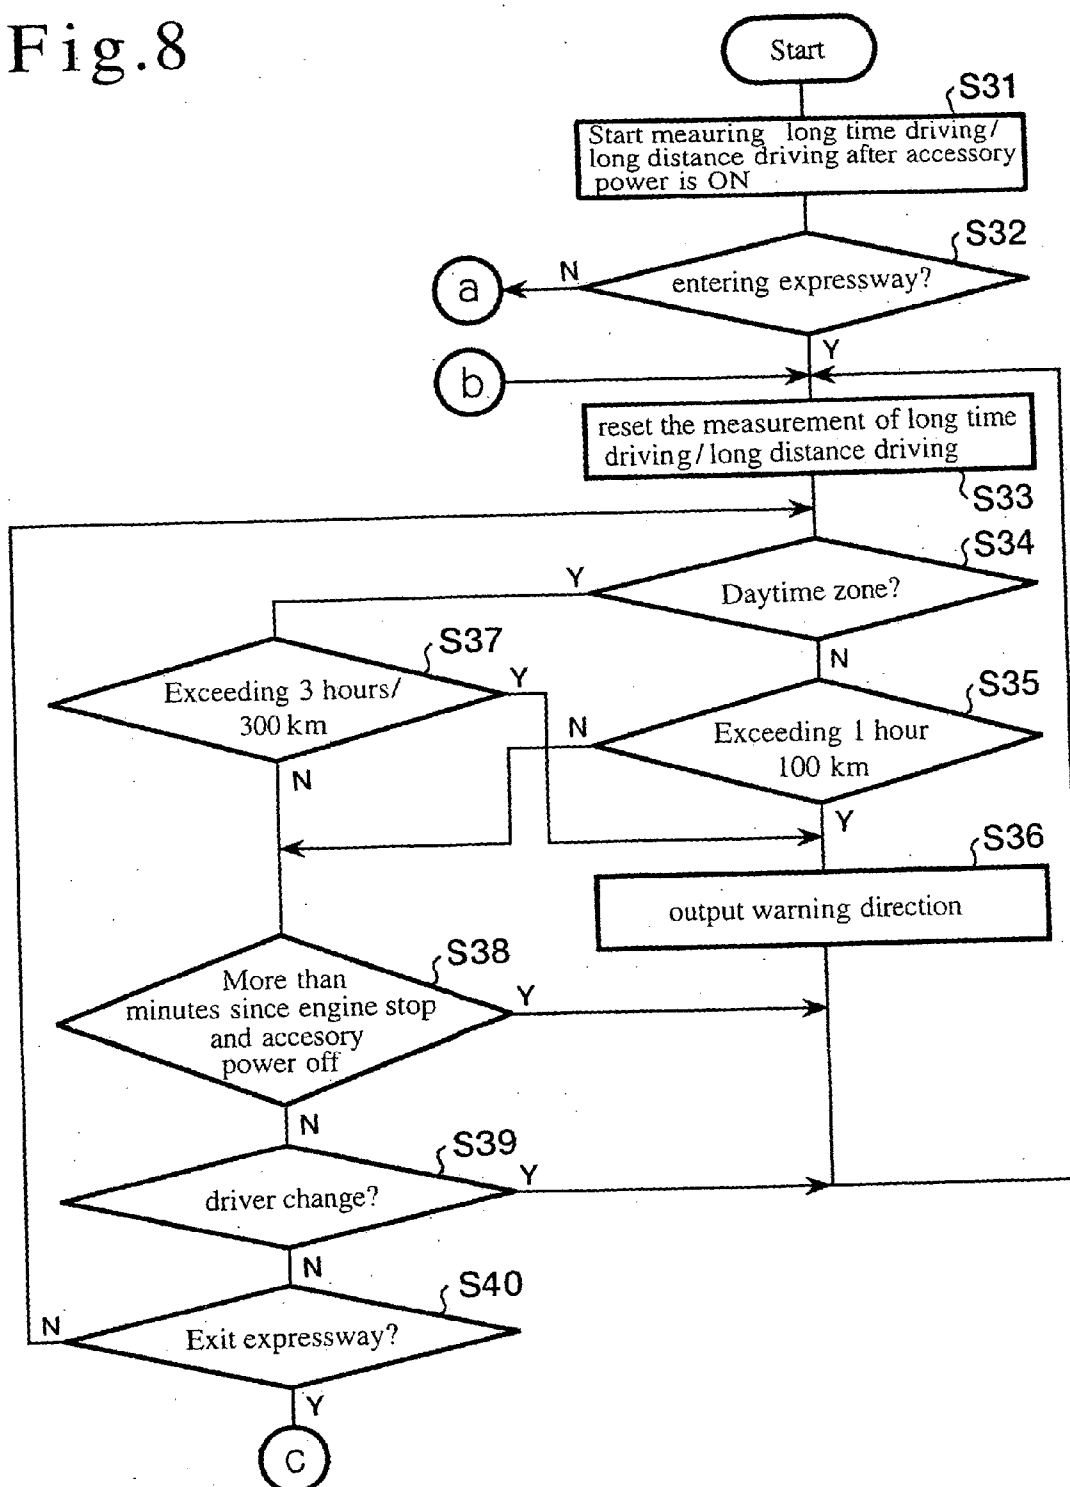 Fig.8
Start
S31
Start meauring long time driving/
long distance driving after accessory
power is ON
S32
entering expressway?
N
a
Y
b
reset the measurement of long time
driving/long distance driving
S33
S34
Daytime zone?
Y
N
S37
Exceeding 3 hours/
300 km
Y
N
S35
Exceeding 1 hour
100 km
N
Y
S36
output warning direction
S38
More than
minutes since engine stop
and accesory
power off
Y
N
S39
driver change?
Y
N
S40
Exit expressway?
N
Y
c